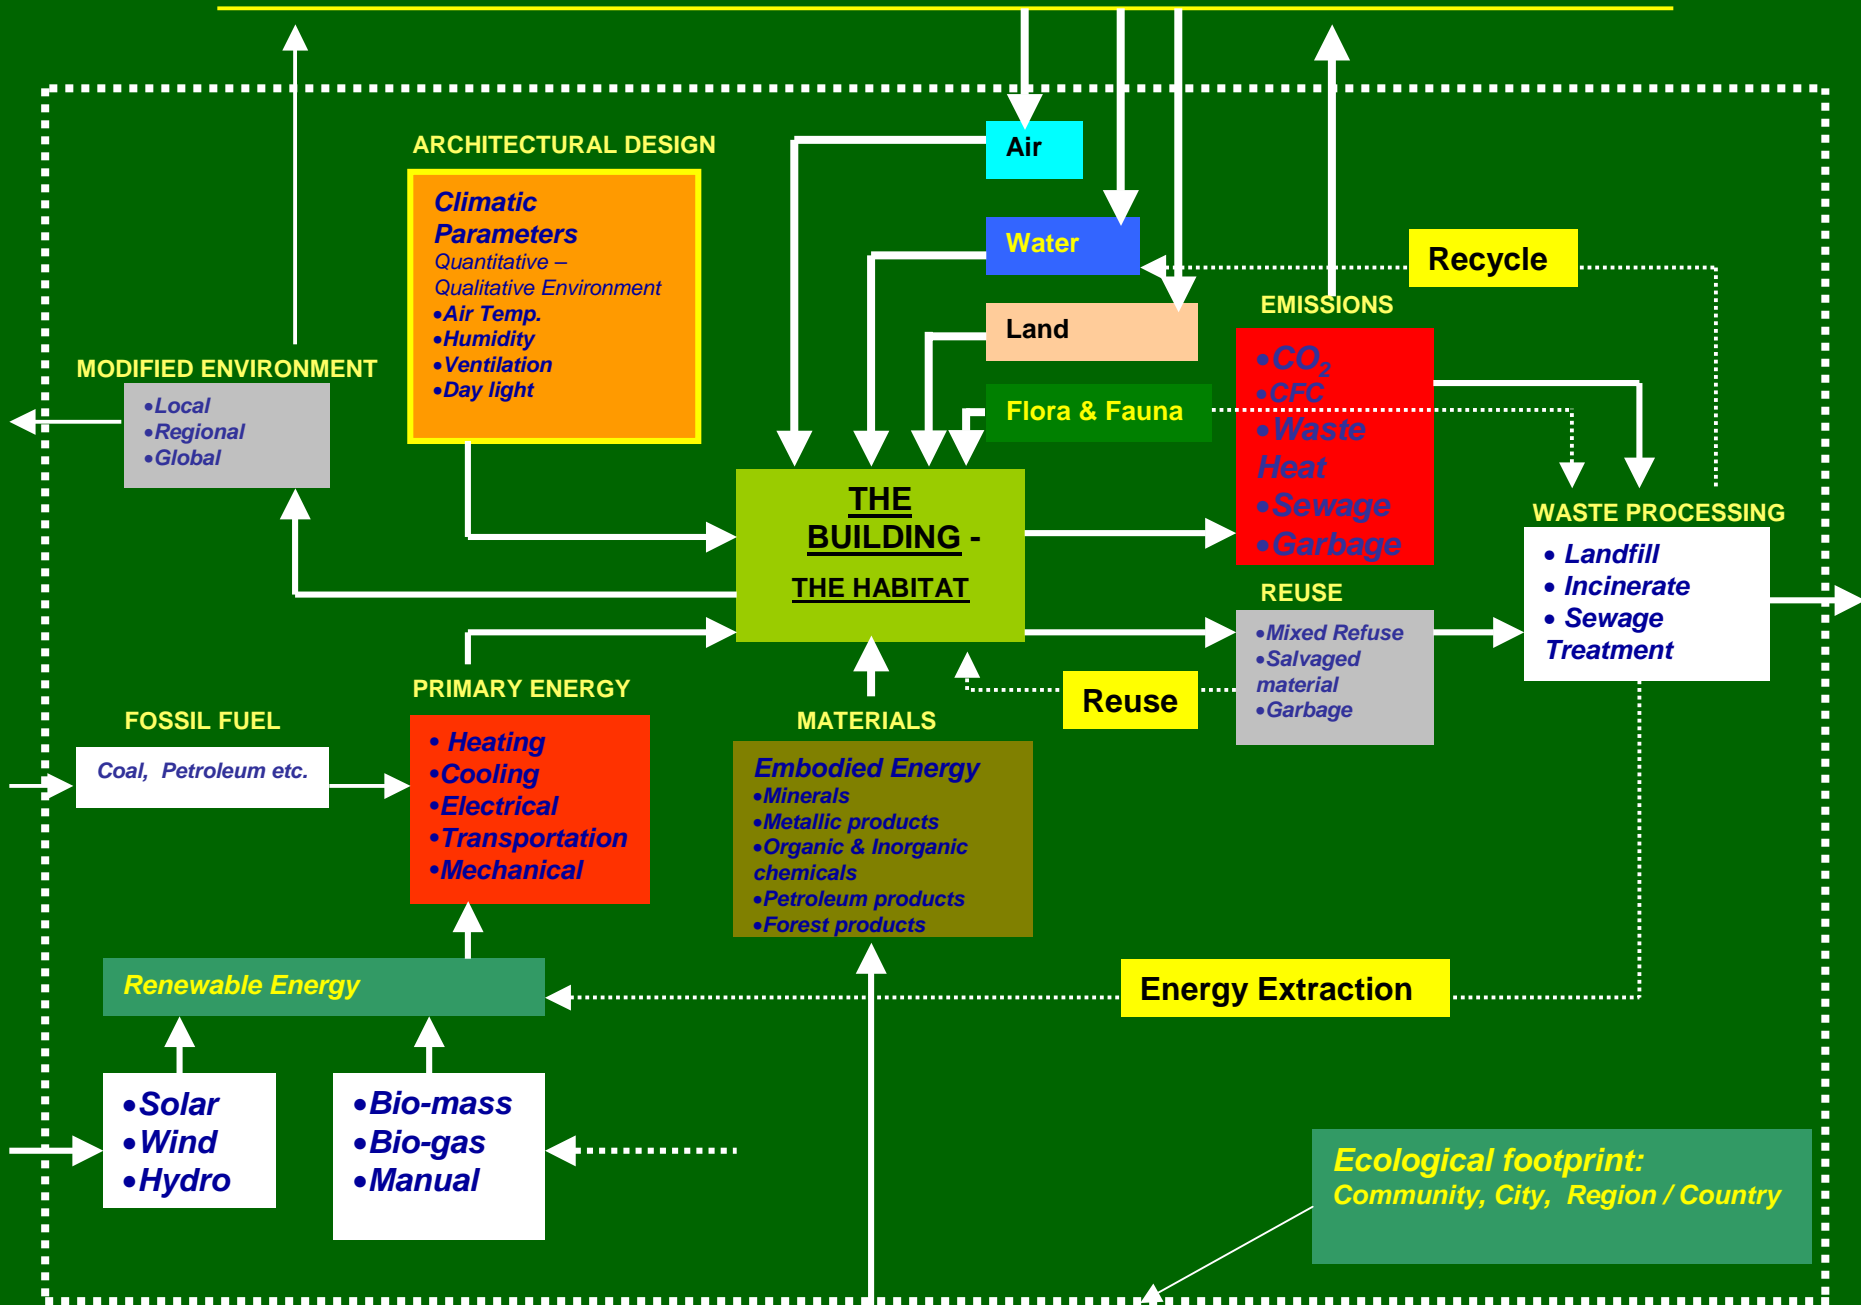 Air
ARCHITECTURAL DESIGN
Climatic
Parameters
Quantitative –
Qualitative Environment
•Air Temp.
•Humidity
•Ventilation
•Day light
Water
Recycle
EMISSIONS
Land
•CO2
•CFC
•Waste
Heat
•Sewage
•Garbage
MODIFIED ENVIRONMENT
•Local
•Regional
•Global
Flora & Fauna
THE
BUILDING -
THE HABITAT
WASTE PROCESSING
• Landfill
• Incinerate
• Sewage
Treatment
REUSE
•Mixed Refuse
•Salvaged
material
•Garbage
Reuse
PRIMARY ENERGY
• Heating
•Cooling
•Electrical
•Transportation
•Mechanical
FOSSIL FUEL
Coal, Petroleum etc.
MATERIALS
Embodied Energy
•Minerals
•Metallic products
•Organic & Inorganic
chemicals
•Petroleum products
•Forest products
Renewable Energy
Energy Extraction
•Solar
•Wind
•Hydro
•Bio-mass
•Bio-gas
•Manual
Ecological footprint:
Community, City, Region / Country